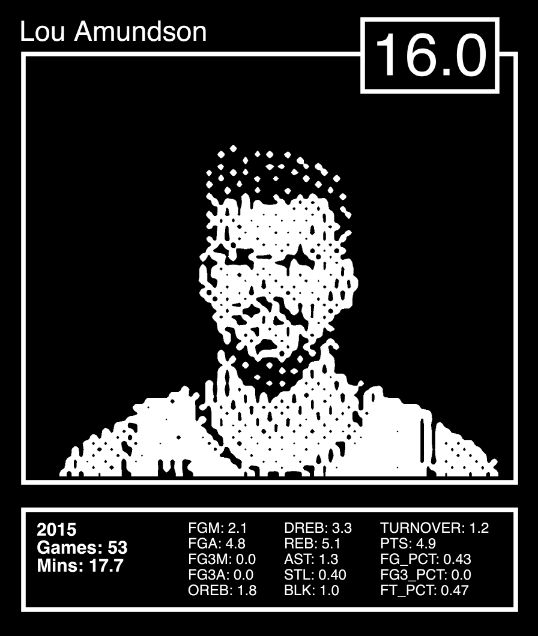 Lou Amundson
16.0
2015
Games: 53
Mins: 17.7
FGM: 2.1
FGA: 4.8
FG3M: 0.0
FG3A: 0.0
OREB: 1.8
DREB: 3.3
REB: 5.1
AST: 1.3
STL: 0.40
BLK: 1.0
TURNOVER: 1.2
PTS: 4.9
FG_PCT: 0.43
FG3_PCT: 0.0
FT_PCT: 0.47